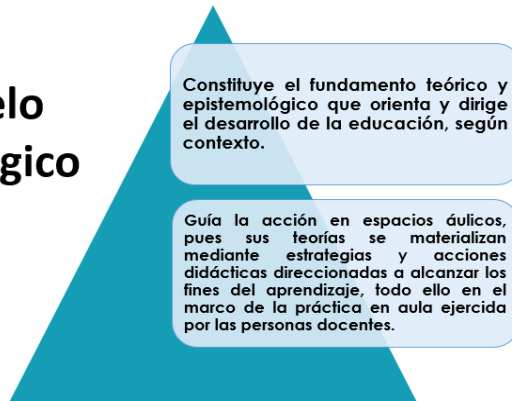 elo
gico
Constituye el fundamento teórico y
epistemológico que orienta y dirige
el desarrollo de la educación, según
contexto.
Guía la acción en espacios áulicos,
pues sus teorías se materializan
mediante estrategias y acciones
didácticas direccionadas a alcanzar los
fines del aprendizaje, todo ello en el
marco de la práctica en aula ejercida
por las personas docentes.